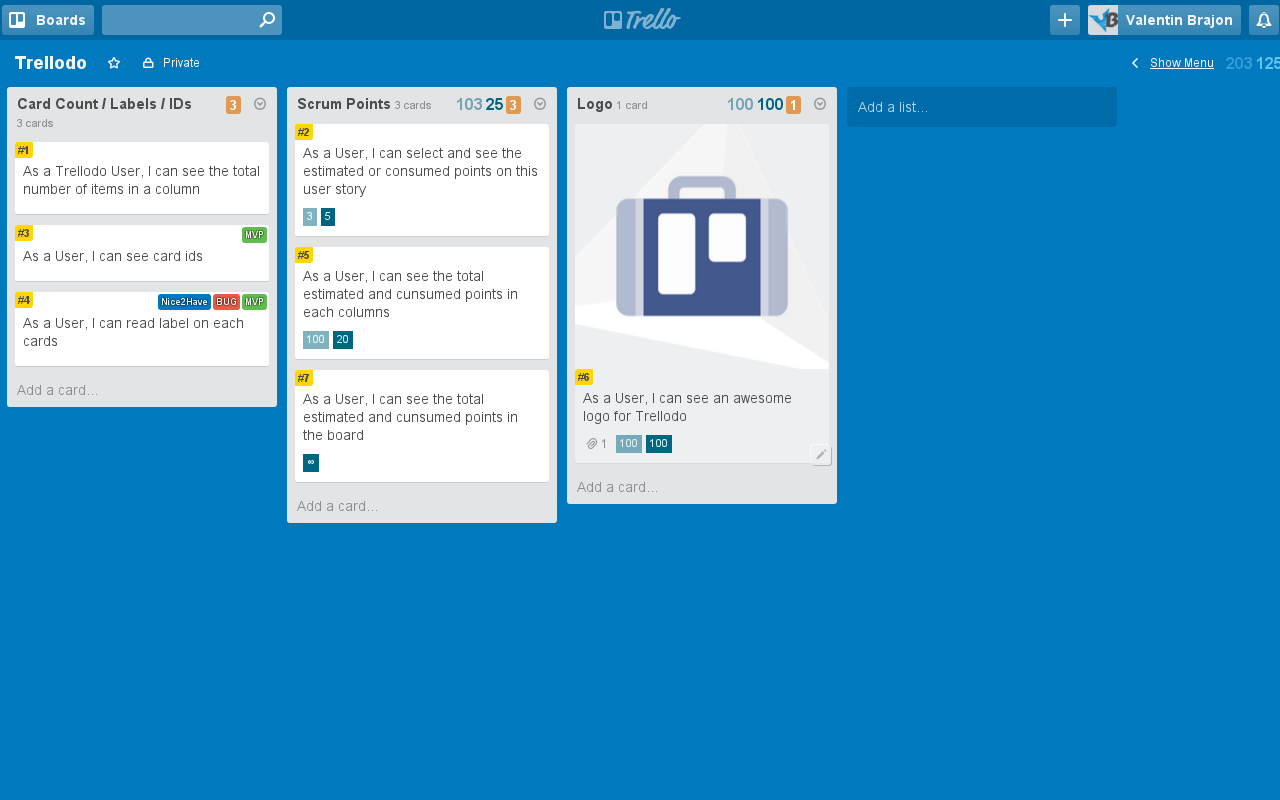 Boards
Trello
Valentin Brajon
Trellodo
Private
Show Menu 203 125
Card Count / Labels / IDs 3
3 cards
#1
As a Trellodo User, I can see the total
number of items in a column
#3 MVP
As a User, I can see card ids
#4 Nice2Have BUG MVP
As a User, I can read label on each
cards
Add a card...
Scrum Points 3 cards 103 25 3
#2
As a User, I can select and see the
estimated or consumed points on this
user story
3 5
#5
As a User, I can see the total
estimated and cunsumed points in
each columns
100 20
#7
As a User, I can see the total
estimated and cunsumed points in
the board
∞
Add a card...
Logo 1 card 100 100 1
#6
As a User, I can see an awesome
logo for Trellodo
1 100 100
Add a card...
Add a list...